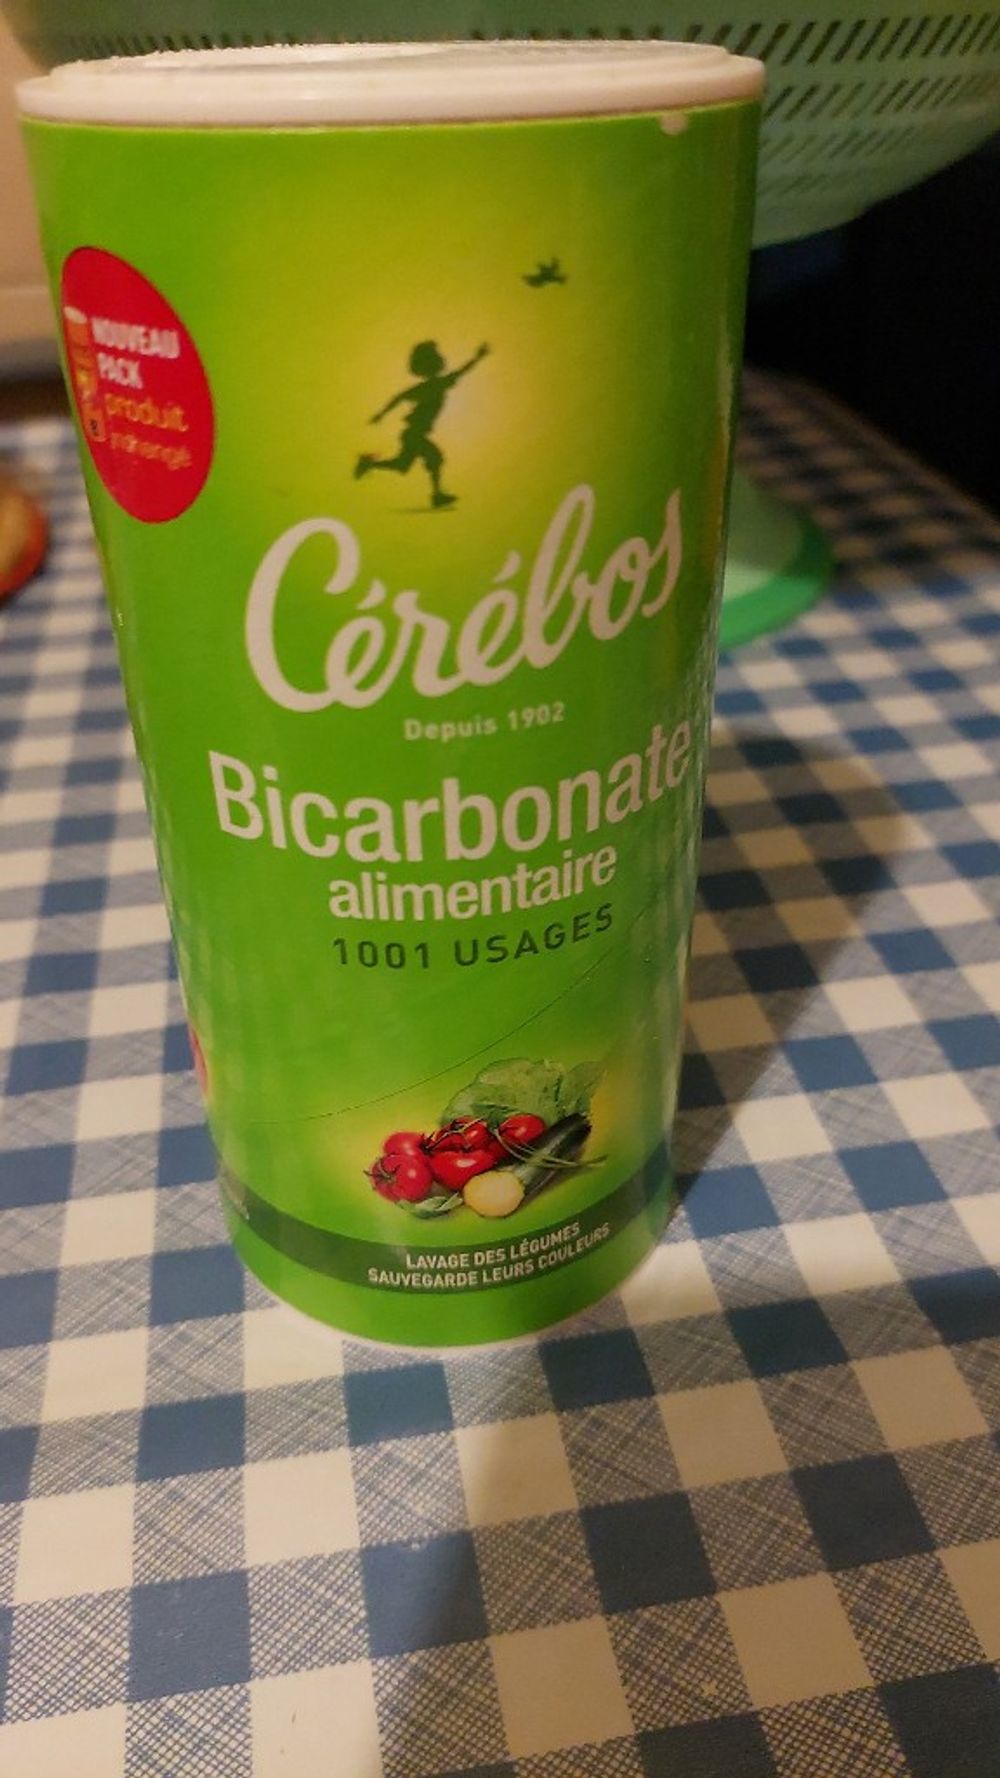 NOUVEAU
PACK
produit
inchangé
Cérébos
Depuis 1902
Bicarbonate
alimentaire
1001 USAGES
LAVAGE DES LÉGUMES
SAUVEGARDE LEURS COULEURS